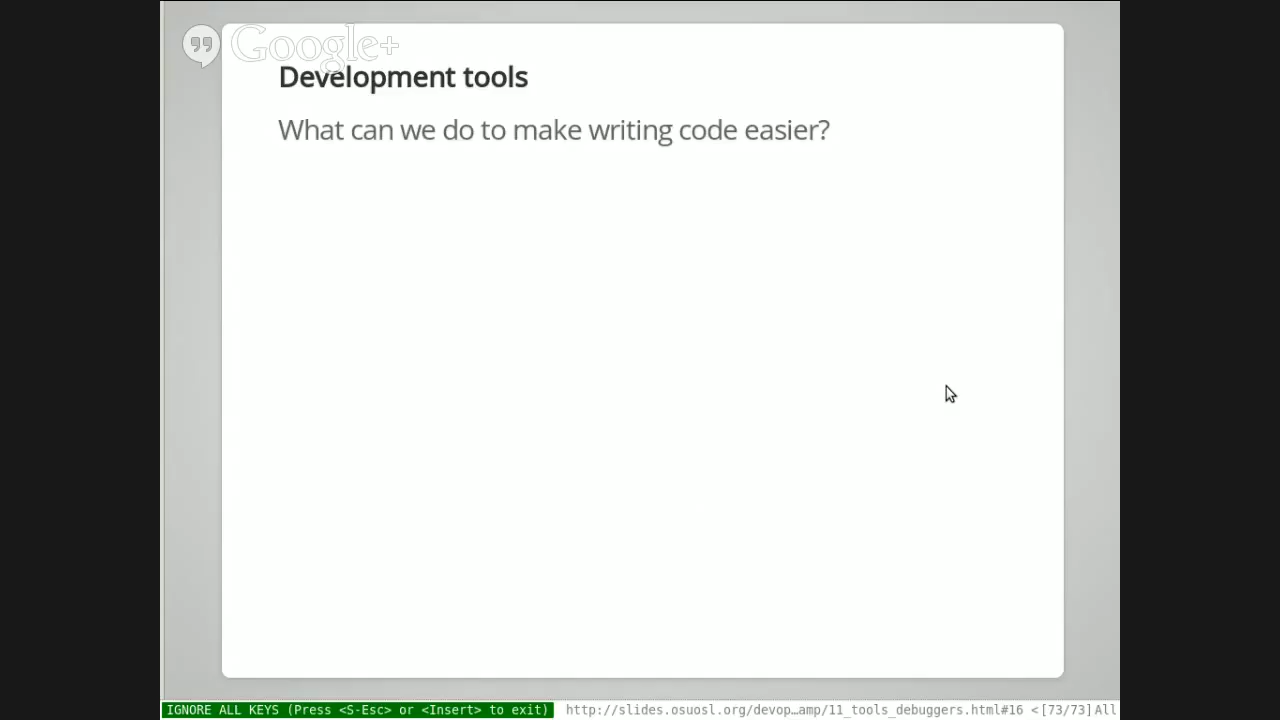 Google+
Development tools
What can we do to make writing code easier?
IGNORE ALL KEYS (Press <S-Esc> or <Insert> to exit) http://slides.osuosl.org/devop…amp/11_tools_debuggers.html#16 <[73/73]All